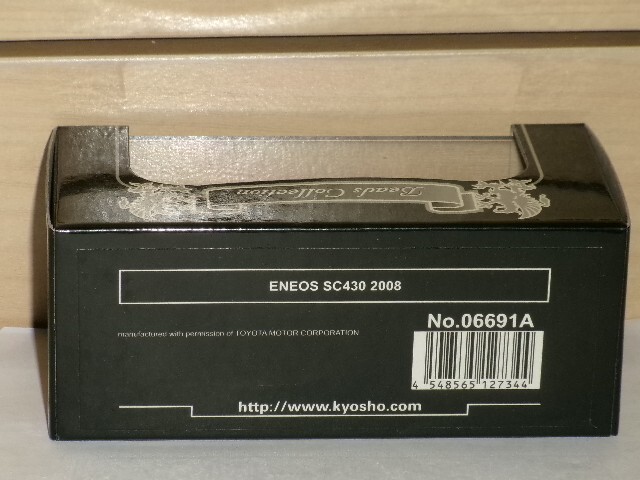 Beads Collection
ENEOS SC430 2008
No.06691A
manufactured with permission of TOYOTA MOTOR CORPORATION
4 548565 127344
http://www.kyosho.com